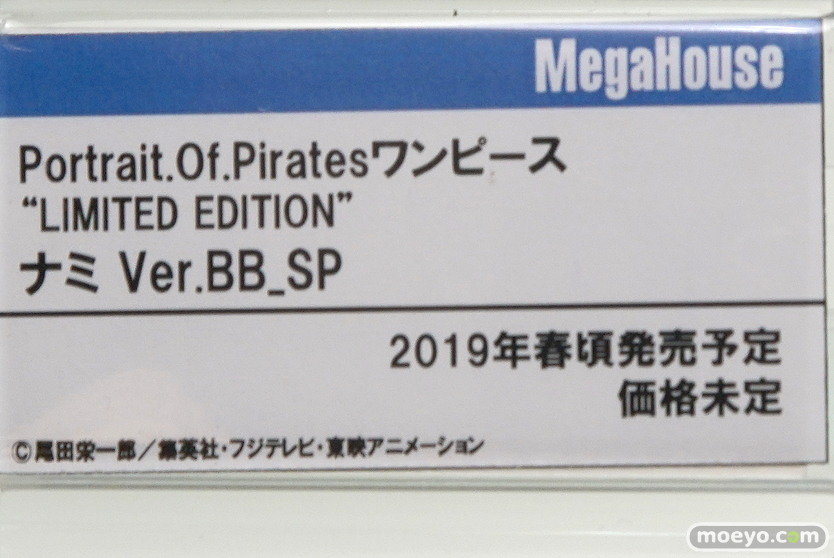 MegaHouse
Portrait.Of.Piratesワンピース
“LIMITED EDITION”
ナミ Ver.BB_SP
2019年春頃発売予定
価格未定
©尾田栄一郎／集英社・フジテレビ・東映アニメーション
moeyo.com